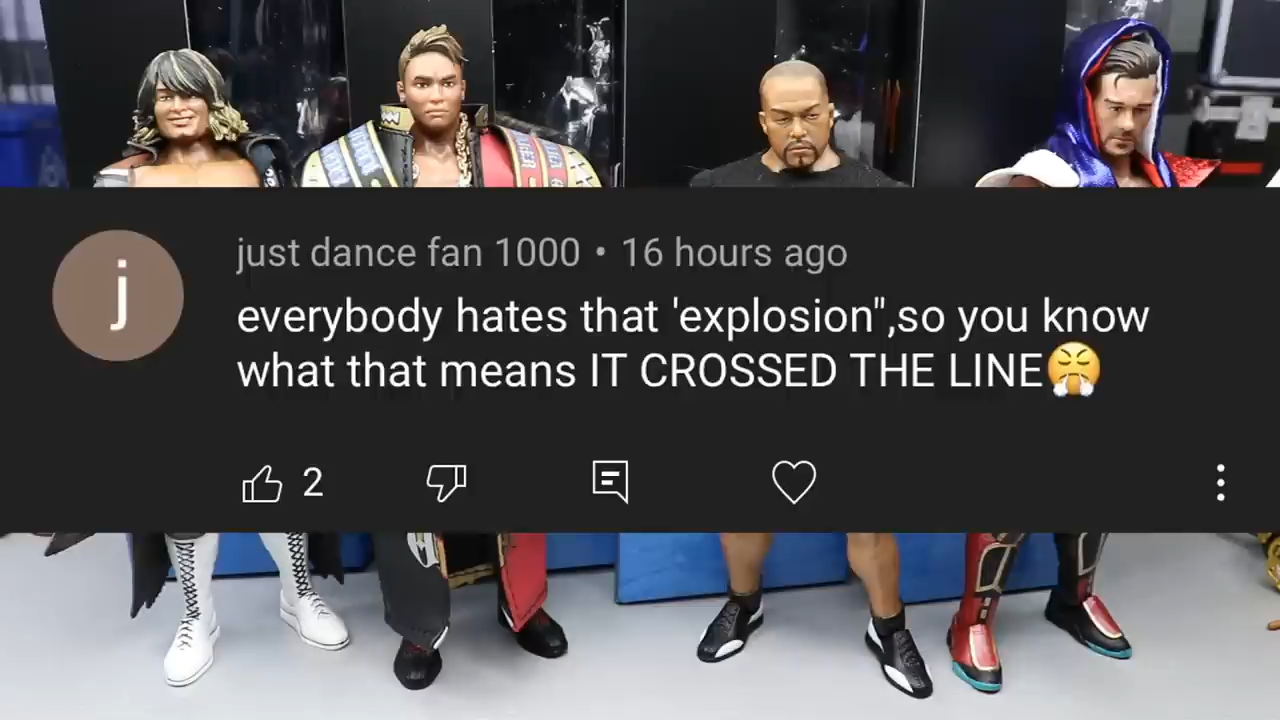 j
just dance fan 1000 • 16 hours ago
everybody hates that 'explosion",so you know
what that means IT CROSSED THE LINE😤
2